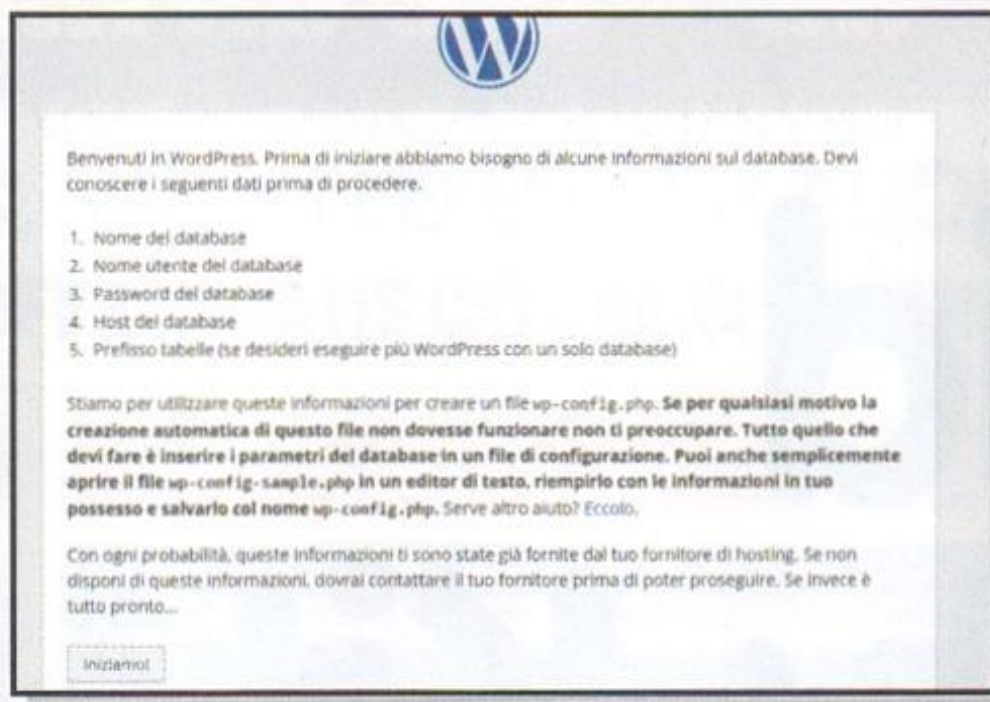 W
Benvenuti in WordPress. Prima di iniziare abbiamo bisogno di alcune informazioni sul database. Devi
conoscere i seguenti dati prima di procedere.
1. Nome del database
2. Nome utente del database
3. Password del database
4. Host del database
5. Prefisso tabelle (se desideri eseguire più WordPress con un solo database)
Stiamo per utilizzare queste informazioni per creare un file wp-config.php. Se per qualsiasi motivo la
creazione automatica di questo file non dovesse funzionare non ti preoccupare. Tutto quello che
devi fare è inserire i parametri del database in un file di configurazione. Puoi anche semplicemente
aprire il file wp-config-sample.php in un editor di testo, riempirlo con le informazioni in tuo
possesso e salvarlo col nome wp-config.php. Serve altro aiuto? Eccolo.
Con ogni probabilità, queste informazioni ti sono state già fornite dal tuo fornitore di hosting. Se non
disponi di queste informazioni, dovrai contattare il tuo fornitore prima di poter proseguire. Se invece è
tutto pronto...
Iniziamo!